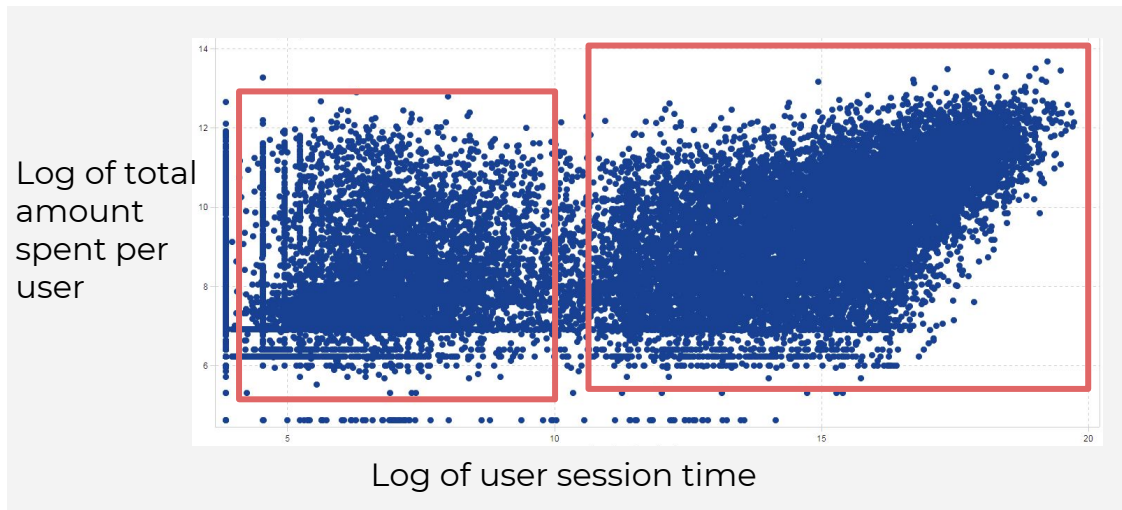 14
12
10
8
6
Log of total
amount
spent per
user
5 10 15 20
Log of user session time